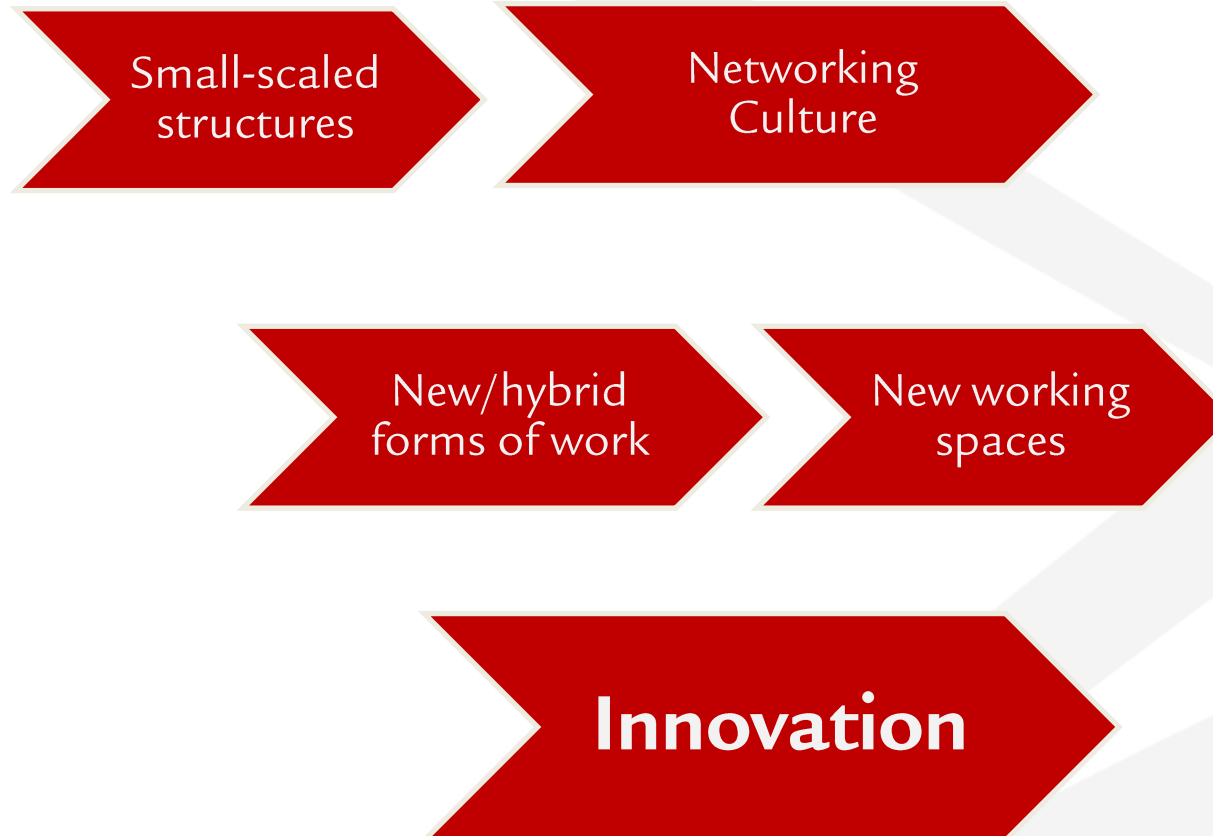 Small-scaled
structures
Networking
Culture
New/hybrid
forms of work
New working
spaces
Innovation